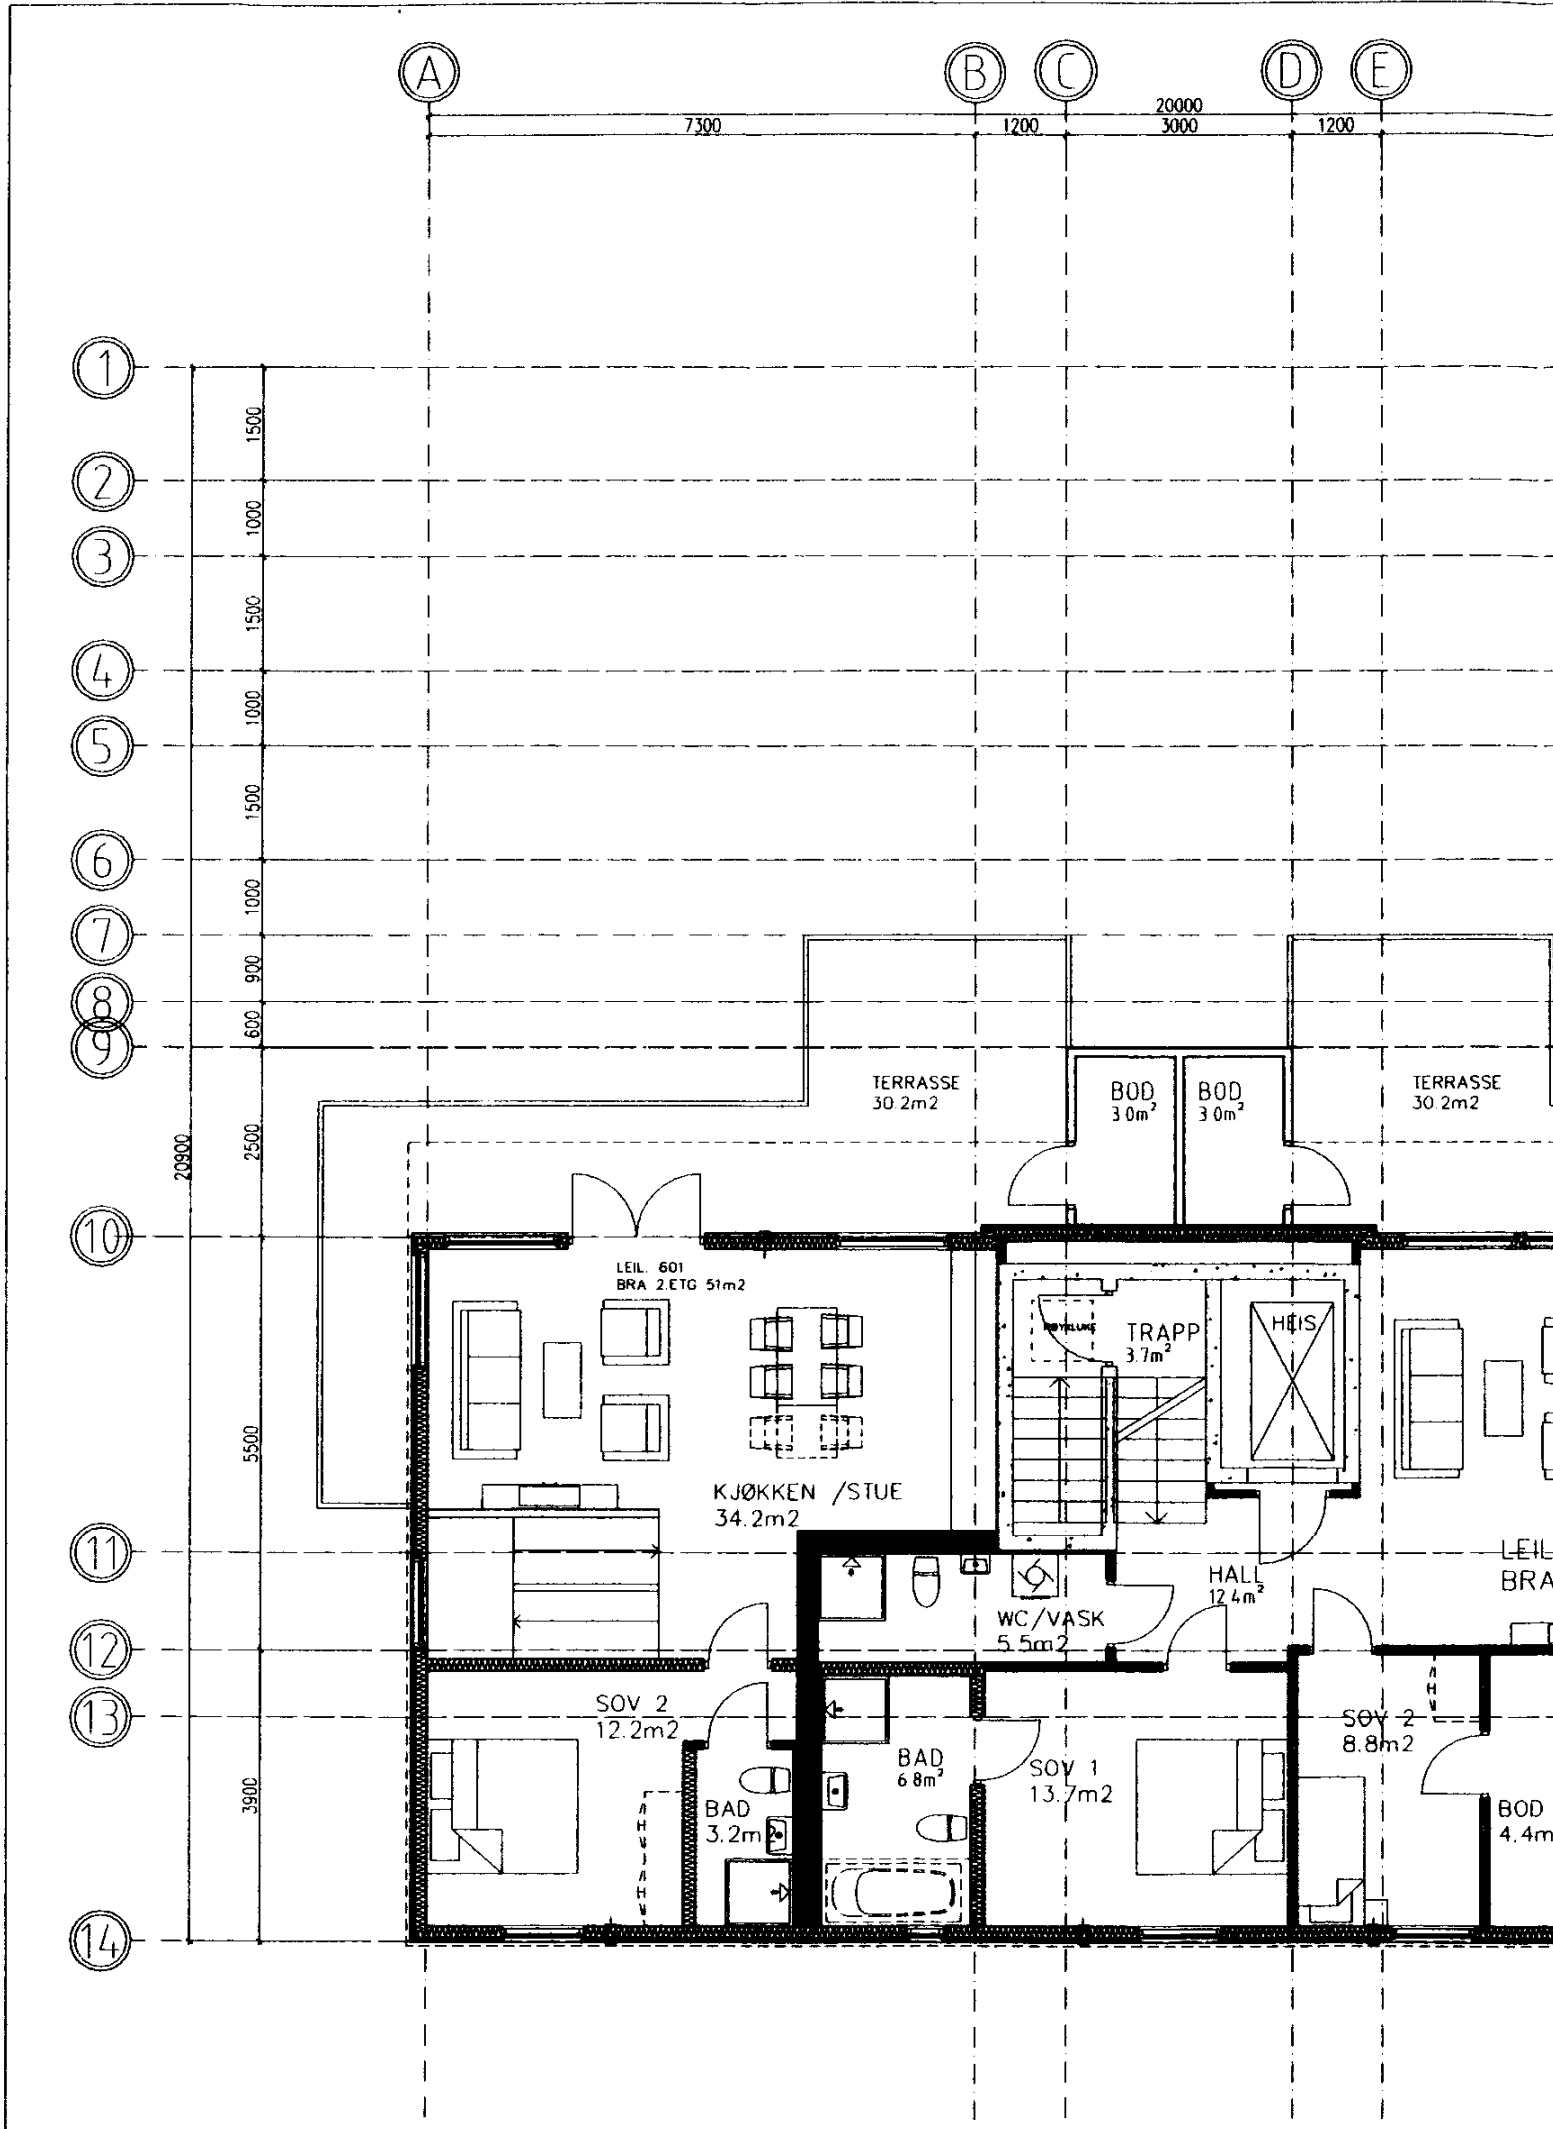 A
B
C
D
E
20000
7300
1200
3000
1200
1
1500
2
1000
3
1500
4
1000
5
1500
6
1000
7
900
8
600
9
TERRASSE
30.2m2
BOD
3.0m²
BOD
3.0m²
TERRASSE
30.2m2
20900
2500
10
LEIL. 601
BRA 2.ETG 51m2
HEIS
TRAPP
3.7m²
5500
KJØKKEN /STUE
34.2m2
11
LEIL
BRA
HALL
12.4m²
WC/VASK
5.5m2
12
SOV 2
12.2m2
13
SOV 2
8.8m2
BAD
6.8m²
SOV 1
13.7m2
3900
BAD
3.2m2
BOD
4.4m
14